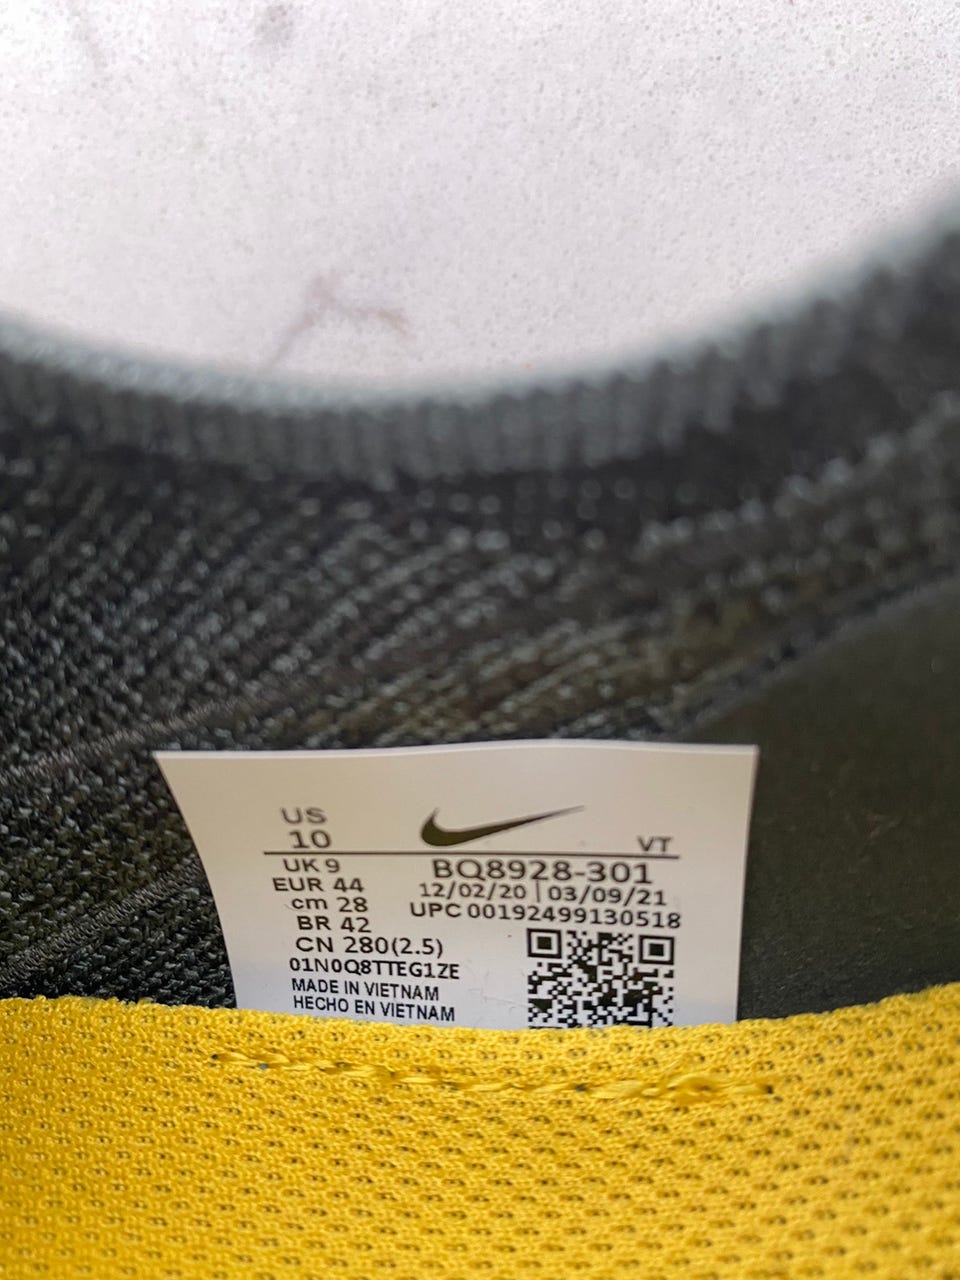 US
10
VT
UK 9
EUR 44
cm 28
BR 42
CN 280(2.5)
01N0Q8TTEG1ZE
MADE IN VIETNAM
HECHO EN VIETNAM
BQ8928-301
12/02/20 | 03/09/21
UPC 00192499130518